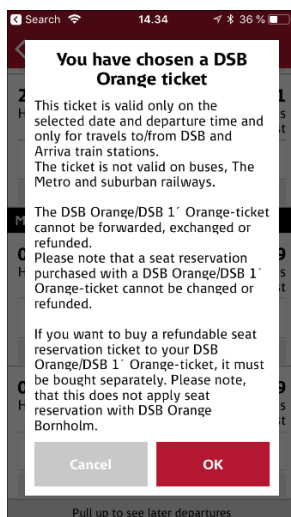 Search 14.34 36 %
You have chosen a DSB
Orange ticket
This ticket is valid only on the
selected date and departure time and
only for travels to/from DSB and
Arriva train stations.
The ticket is not valid on buses, The
Metro and suburban railways.
The DSB Orange/DSB 1´ Orange-ticket
cannot be forwarded, exchanged or
refunded.
Please note that a seat reservation
purchased with a DSB Orange/DSB 1´
Orange-ticket cannot be changed or
refunded.
If you want to buy a refundable seat
reservation ticket to your DSB
Orange/DSB 1´ Orange-ticket, it must
be bought separately. Please note,
that this does not apply seat
reservation with DSB Orange
Bornholm.
Cancel OK
Pull up to see later departures